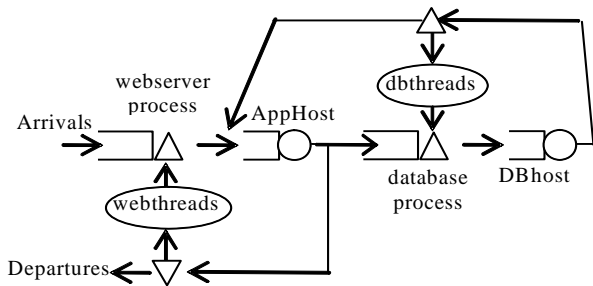 dbthreads
webserver
process
Arrivals
AppHost
database
process
DBhost
webthreads
Departures